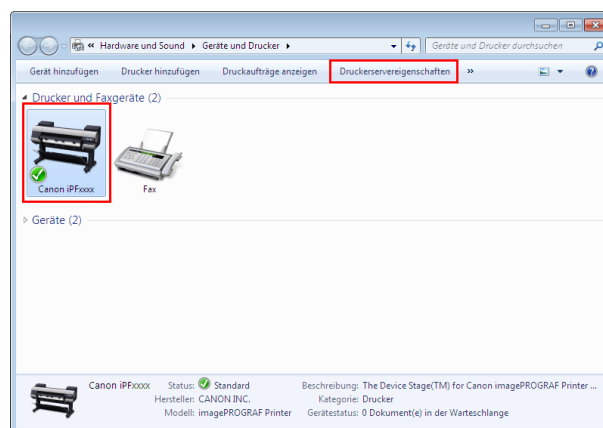 « Hardware und Sound ▸ Geräte und Drucker ▸ Geräte und Drucker durchsuchen
Gerät hinzufügen Drucker hinzufügen Druckaufträge anzeigen Druckerservereigenschaften »
Drucker und Faxgeräte (2)
Canon iPFxxxx Fax
Geräte (2)
Canon iPFxxxx Status: Standard Beschreibung: The Device Stage(TM) for Canon imagePROGRAF Printer ...
Hersteller: CANON INC. Kategorie: Drucker
Modell: imagePROGRAF Printer Gerätestatus: 0 Dokument(e) in der Warteschlange